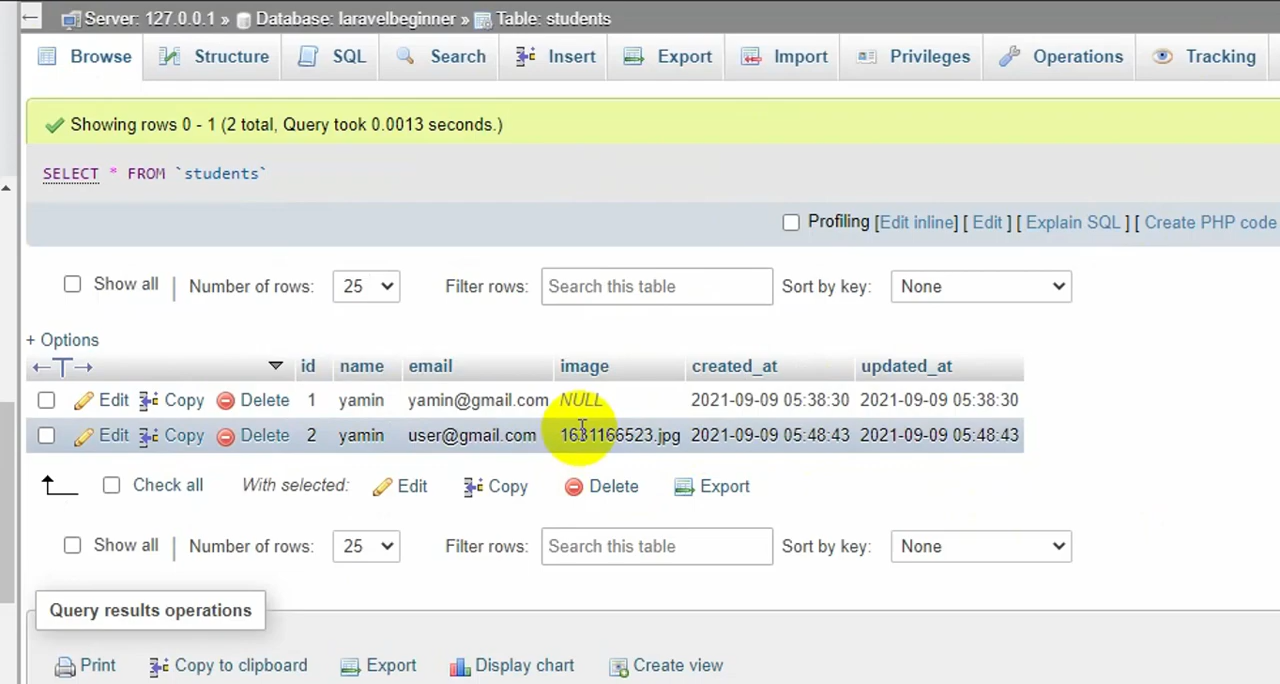 Server: 127.0.0.1 » Database: laravelbeginner » Table: students
Browse Structure SQL Search Insert Export Import Privileges Operations Tracking
Showing rows 0 - 1 (2 total, Query took 0.0013 seconds.)
SELECT * FROM `students`
Profiling [Edit inline] [ Edit ] [ Explain SQL ] [ Create PHP code
Show all | Number of rows: 25 Filter rows: Search this table Sort by key: None
+ Options
←T→ id name email image created_at updated_at
Edit Copy Delete 1 yamin yamin@gmail.com NULL 2021-09-09 05:38:30 2021-09-09 05:38:30
Edit Copy Delete 2 yamin user@gmail.com 1631166523.jpg 2021-09-09 05:48:43 2021-09-09 05:48:43
Check all With selected: Edit Copy Delete Export
Show all | Number of rows: 25 Filter rows: Search this table Sort by key: None
Query results operations
Print Copy to clipboard Export Display chart Create view